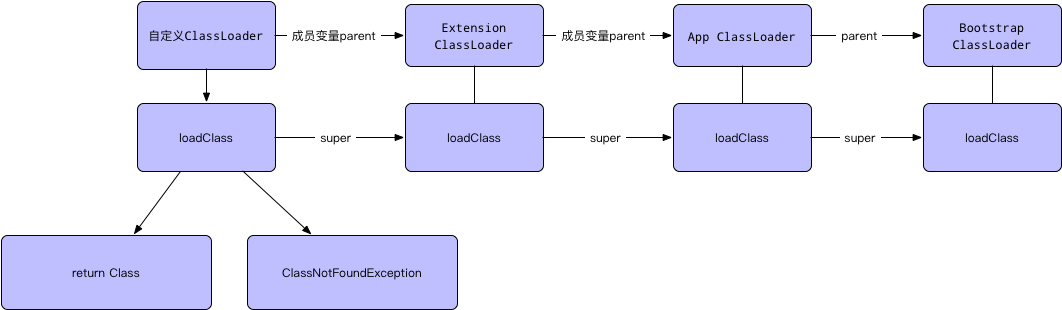 自定义ClassLoader
成员变量parent
Extension
ClassLoader
成员变量parent
App ClassLoader
parent
Bootstrap
ClassLoader
loadClass
super
loadClass
super
loadClass
super
loadClass
return Class
ClassNotFoundException